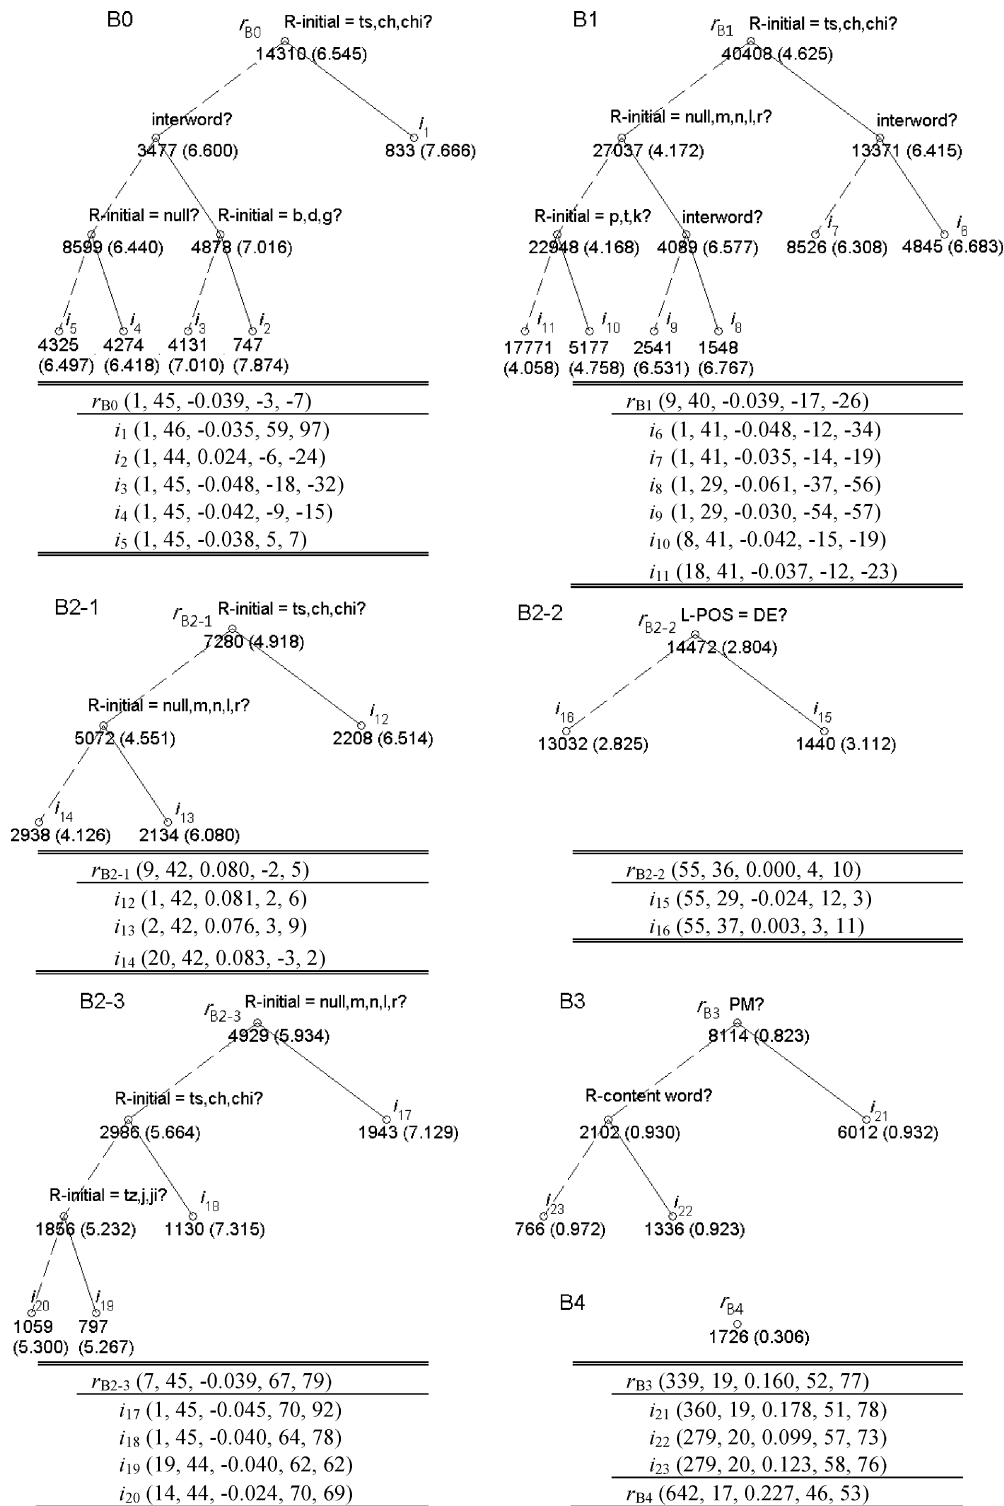 B0
r_B0 R-initial = ts,ch,chi?
14310 (6.545)
interword?
3477 (6.600)
i_1
833 (7.666)
R-initial = null?
8599 (6.440)
R-initial = b,d,g?
4878 (7.016)
i_5
i_4
i_3
i_2
4325 4274 4131 747
(6.497) (6.418) (7.010) (7.874)
r_B0 (1, 45, -0.039, -3, -7)
i_1 (1, 46, -0.035, 59, 97)
i_2 (1, 44, 0.024, -6, -24)
i_3 (1, 45, -0.048, -18, -32)
i_4 (1, 45, -0.042, -9, -15)
i_5 (1, 45, -0.038, 5, 7)
B1
r_B1 R-initial = ts,ch,chi?
40408 (4.625)
R-initial = null,m,n,l,r?
27037 (4.172)
interword?
13371 (6.415)
R-initial = p,t,k?
22948 (4.168)
interword?
4089 (6.577)
i_7
8526 (6.308)
i_6
4845 (6.683)
i_11
i_10
i_9
i_8
17771 5177 2541 1548
(4.058) (4.758) (6.531) (6.767)
r_B1 (9, 40, -0.039, -17, -26)
i_6 (1, 41, -0.048, -12, -34)
i_7 (1, 41, -0.035, -14, -19)
i_8 (1, 29, -0.061, -37, -56)
i_9 (1, 29, -0.030, -54, -57)
i_10 (8, 41, -0.042, -15, -19)
i_11 (18, 41, -0.037, -12, -23)
B2-1
r_B2-1 R-initial = ts,ch,chi?
7280 (4.918)
R-initial = null,m,n,l,r?
5072 (4.551)
i_12
2208 (6.514)
i_14
2938 (4.126)
i_13
2134 (6.080)
r_B2-1 (9, 42, 0.080, -2, 5)
i_12 (1, 42, 0.081, 2, 6)
i_13 (2, 42, 0.076, 3, 9)
i_14 (20, 42, 0.083, -3, 2)
B2-2
r_B2-2 L-POS = DE?
14472 (2.804)
i_16
13032 (2.825)
i_15
1440 (3.112)
r_B2-2 (55, 36, 0.000, 4, 10)
i_15 (55, 29, -0.024, 12, 3)
i_16 (55, 37, 0.003, 3, 11)
B2-3
r_B2-3 R-initial = null,m,n,l,r?
4929 (5.934)
R-initial = ts,ch,chi?
2986 (5.664)
i_17
1943 (7.129)
R-initial = tz,j,ji?
1856 (5.232)
i_18
1130 (7.315)
i_20
i_19
1059 797
(5.300) (5.267)
r_B2-3 (7, 45, -0.039, 67, 79)
i_17 (1, 45, -0.045, 70, 92)
i_18 (1, 45, -0.040, 64, 78)
i_19 (19, 44, -0.040, 62, 62)
i_20 (14, 44, -0.024, 70, 69)
B3
r_B3 PM?
8114 (0.823)
R-content word?
2102 (0.930)
i_21
6012 (0.932)
i_23
766 (0.972)
i_22
1336 (0.923)
B4
r_B4
1726 (0.306)
r_B3 (339, 19, 0.160, 52, 77)
i_21 (360, 19, 0.178, 51, 78)
i_22 (279, 20, 0.099, 57, 73)
i_23 (279, 20, 0.123, 58, 76)
r_B4 (642, 17, 0.227, 46, 53)